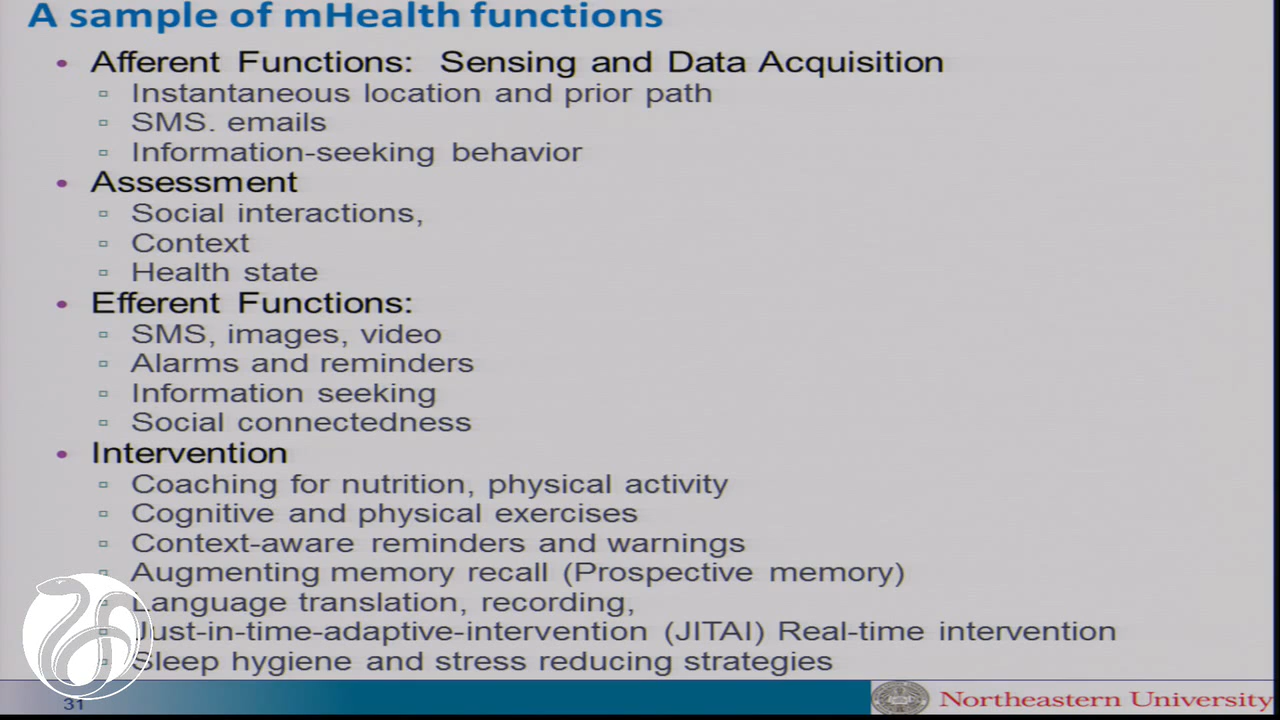 A sample of mHealth functions
• Afferent Functions: Sensing and Data Acquisition
▫ Instantaneous location and prior path
▫ SMS. emails
▫ Information-seeking behavior
• Assessment
▫ Social interactions,
▫ Context
▫ Health state
• Efferent Functions:
▫ SMS, images, video
▫ Alarms and reminders
▫ Information seeking
▫ Social connectedness
• Intervention
▫ Coaching for nutrition, physical activity
▫ Cognitive and physical exercises
▫ Context-aware reminders and warnings
▫ Augmenting memory recall (Prospective memory)
▫ Language translation, recording,
▫ Just-in-time-adaptive-intervention (JITAI) Real-time intervention
▫ Sleep hygiene and stress reducing strategies
31
Northeastern University